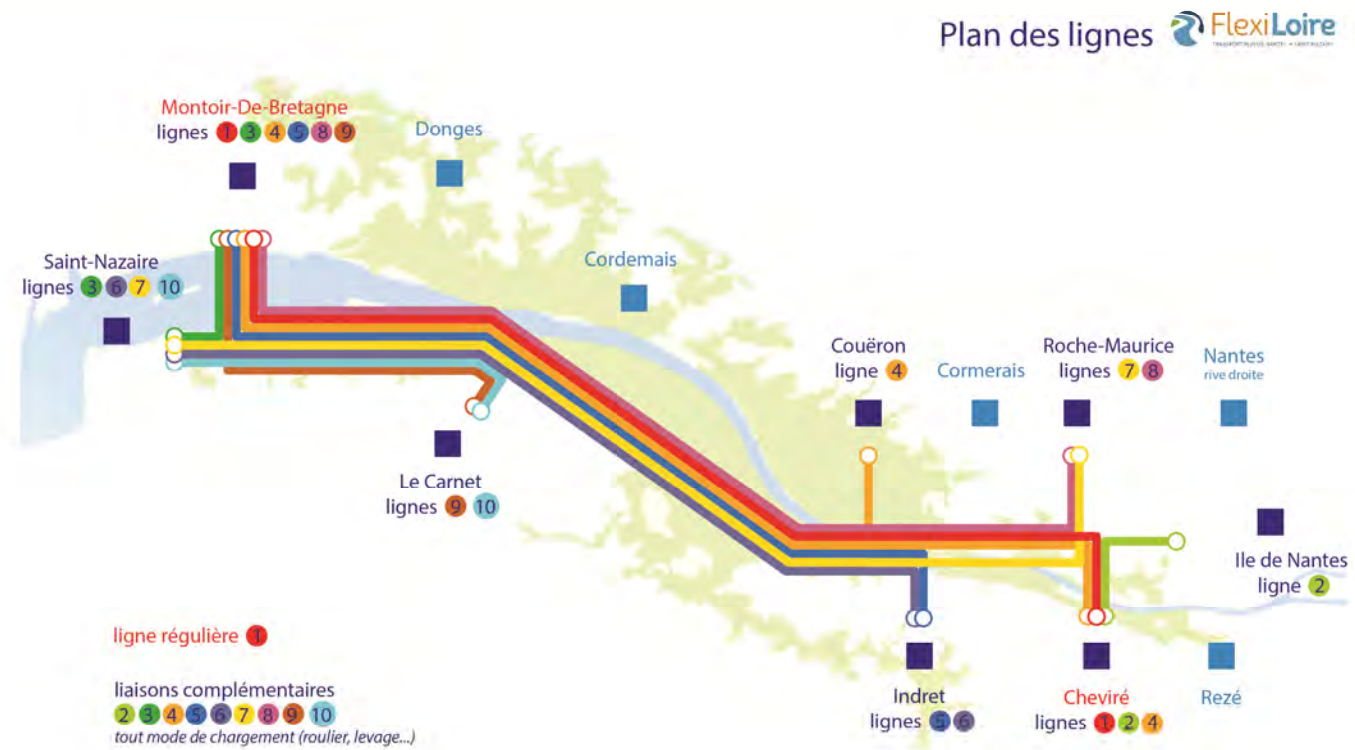 Plan des lignes
FlexiLoire
Montoir-De-Bretagne
lignes 1 3 4 5 8 9
Donges
Saint-Nazaire
lignes 3 6 7 10
Cordemais
Couëron
ligne 4
Cormerais
Roche-Maurice
lignes 7 8
Nantes
rive droite
Le Carnet
lignes 9 10
Ile de Nantes
ligne 2
ligne régulière 1
liaisons complémentaires
2 3 4 5 6 7 8 9 10
tout mode de chargement (roulier, levage...)
Indret
lignes 5 6
Cheviré
lignes 1 2 4
Rezé